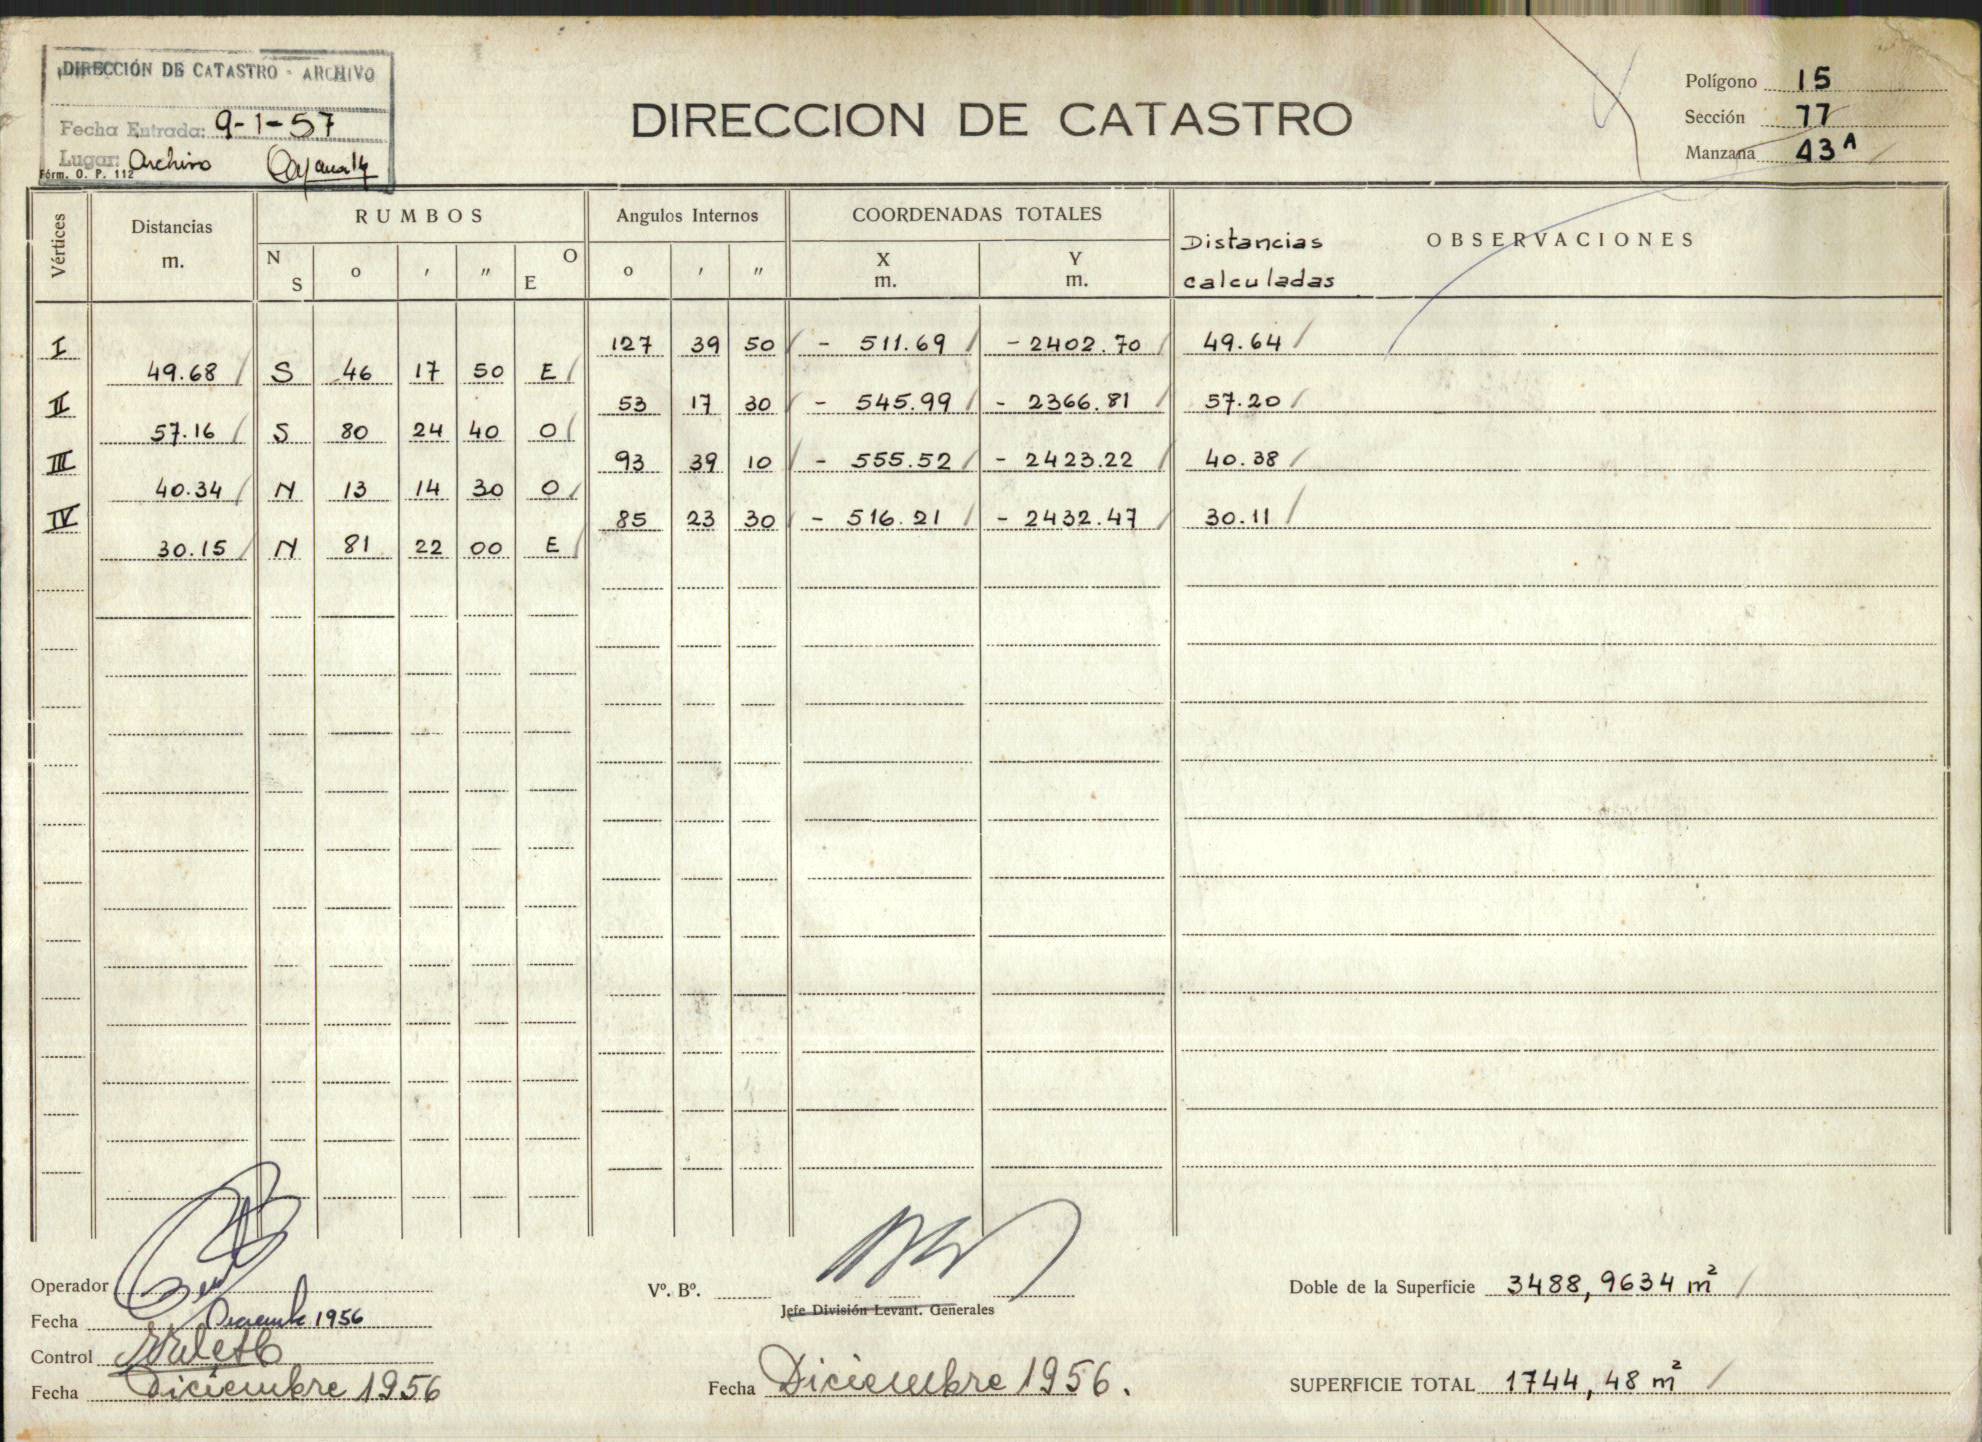 DIRECCIÓN DE CATASTRO - ARCHIVO
Fecha Entrada: 9-1-57
Lugar: Archivo
Fórm. O. P. 112
DIRECCION DE CATASTRO
Polígono 15
Sección 77
Manzana 43 A
Vértices
Distancias
m.
RUMBOS
N S o ' " O E
Angulos Internos
o ' "
COORDENADAS TOTALES
X
m.
Y
m.
Distancias
calculadas
OBSERVACIONES
I 127 39 50 - 511.69 - 2402.70 49.64
49.68 S 46 17 50 E
II 53 17 30 - 545.99 - 2366.81 57.20
57.16 S 80 24 40 O
III 93 39 10 - 555.52 - 2423.22 40.38
40.34 N 13 14 30 O
IV 85 23 30 - 516.21 - 2432.47 30.11
30.15 N 81 22 00 E
Operador
Fecha Diciembre 1956
Control
Fecha Diciembre 1956
Vº. Bº.
Jefe División Levant. Generales
Fecha Diciembre 1956.
Doble de la Superficie 3488,9634 m²
SUPERFICIE TOTAL 1744,48 m²